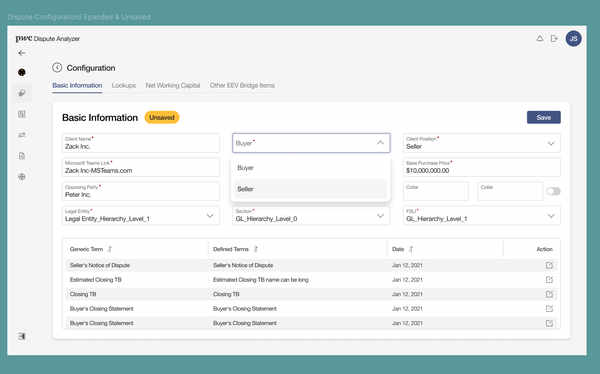 Dispute Configuration/ Expanded & Unsaved
pwc Dispute Analyzer
JS
Configuration
Basic Information Lookups Net Working Capital Other EEV Bridge Items
Basic Information Unsaved Save
Client Name*
Zack Inc.
Buyer*
Client Position*
Seller
Microsoft Teams Link*
Zack Inc-MSTeams.com
Buyer
Base Purchase Price*
$10,000,000.00
Seller
Opposing Party*
Peter Inc.
Collar
Collar
Legal Entity*
Legal Entity_Hierarchy_Level_1
Section*
GL_Hierarchy_Level_0
FSLI*
GL_Hierarchy_Level_1
Generic Term Defined Terms Date Action
Seller's Notice of Dispute Seller's Notice of Dispute Jan 12, 2021
Estimated Closing TB Estimated Closing TB name can be long Jan 12, 2021
Closing TB Closing TB Jan 12, 2021
Buyer's Closing Statement Buyer's Closing Statement Jan 12, 2021
Buyer's Closing Statement Buyer's Closing Statement Jan 12, 2021